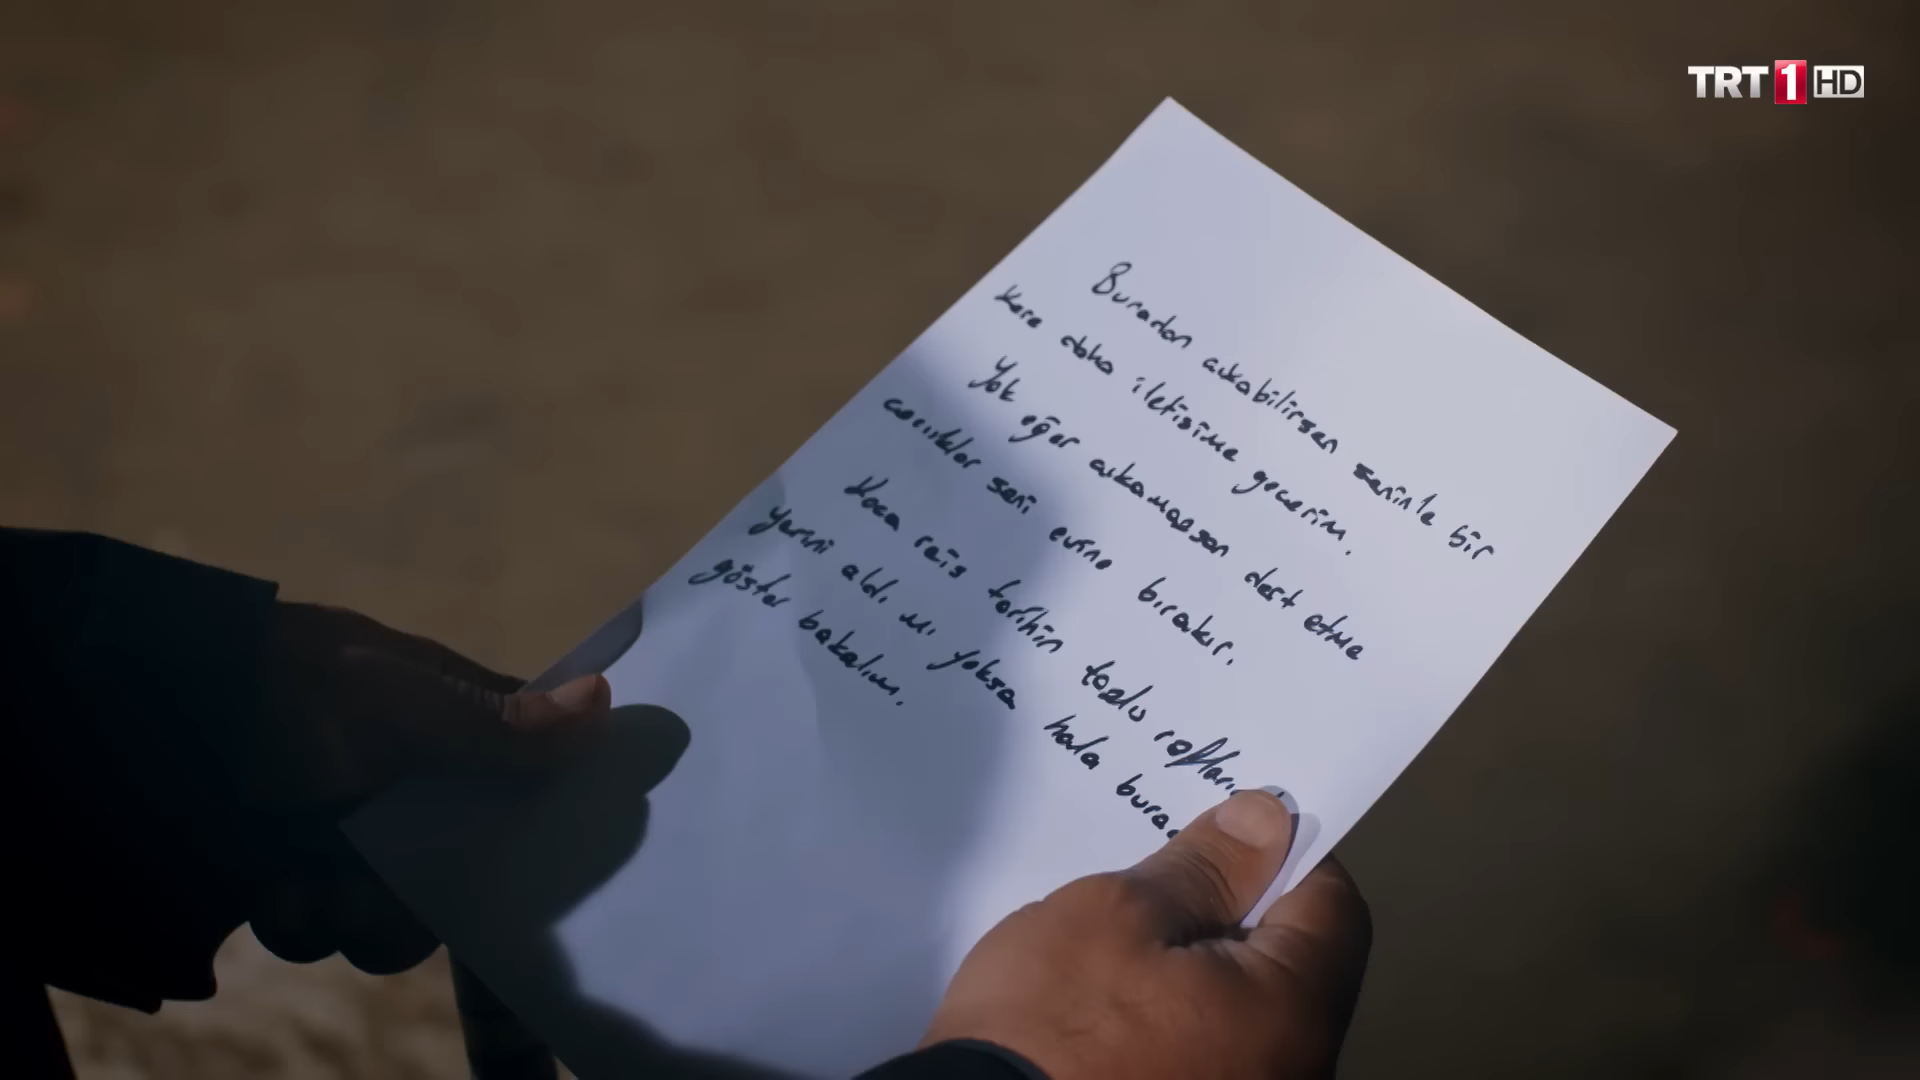 TRT 1 HD
Buradan çıkabilirsen seninle bir
kere daha iletişime geçerim.
Yok eğer çıkamazsan dert etme
çocuklar seni evine bırakır.
Koca reis tarihin tozlu
yerini aldı mı yoksa hala
göster bakalım.